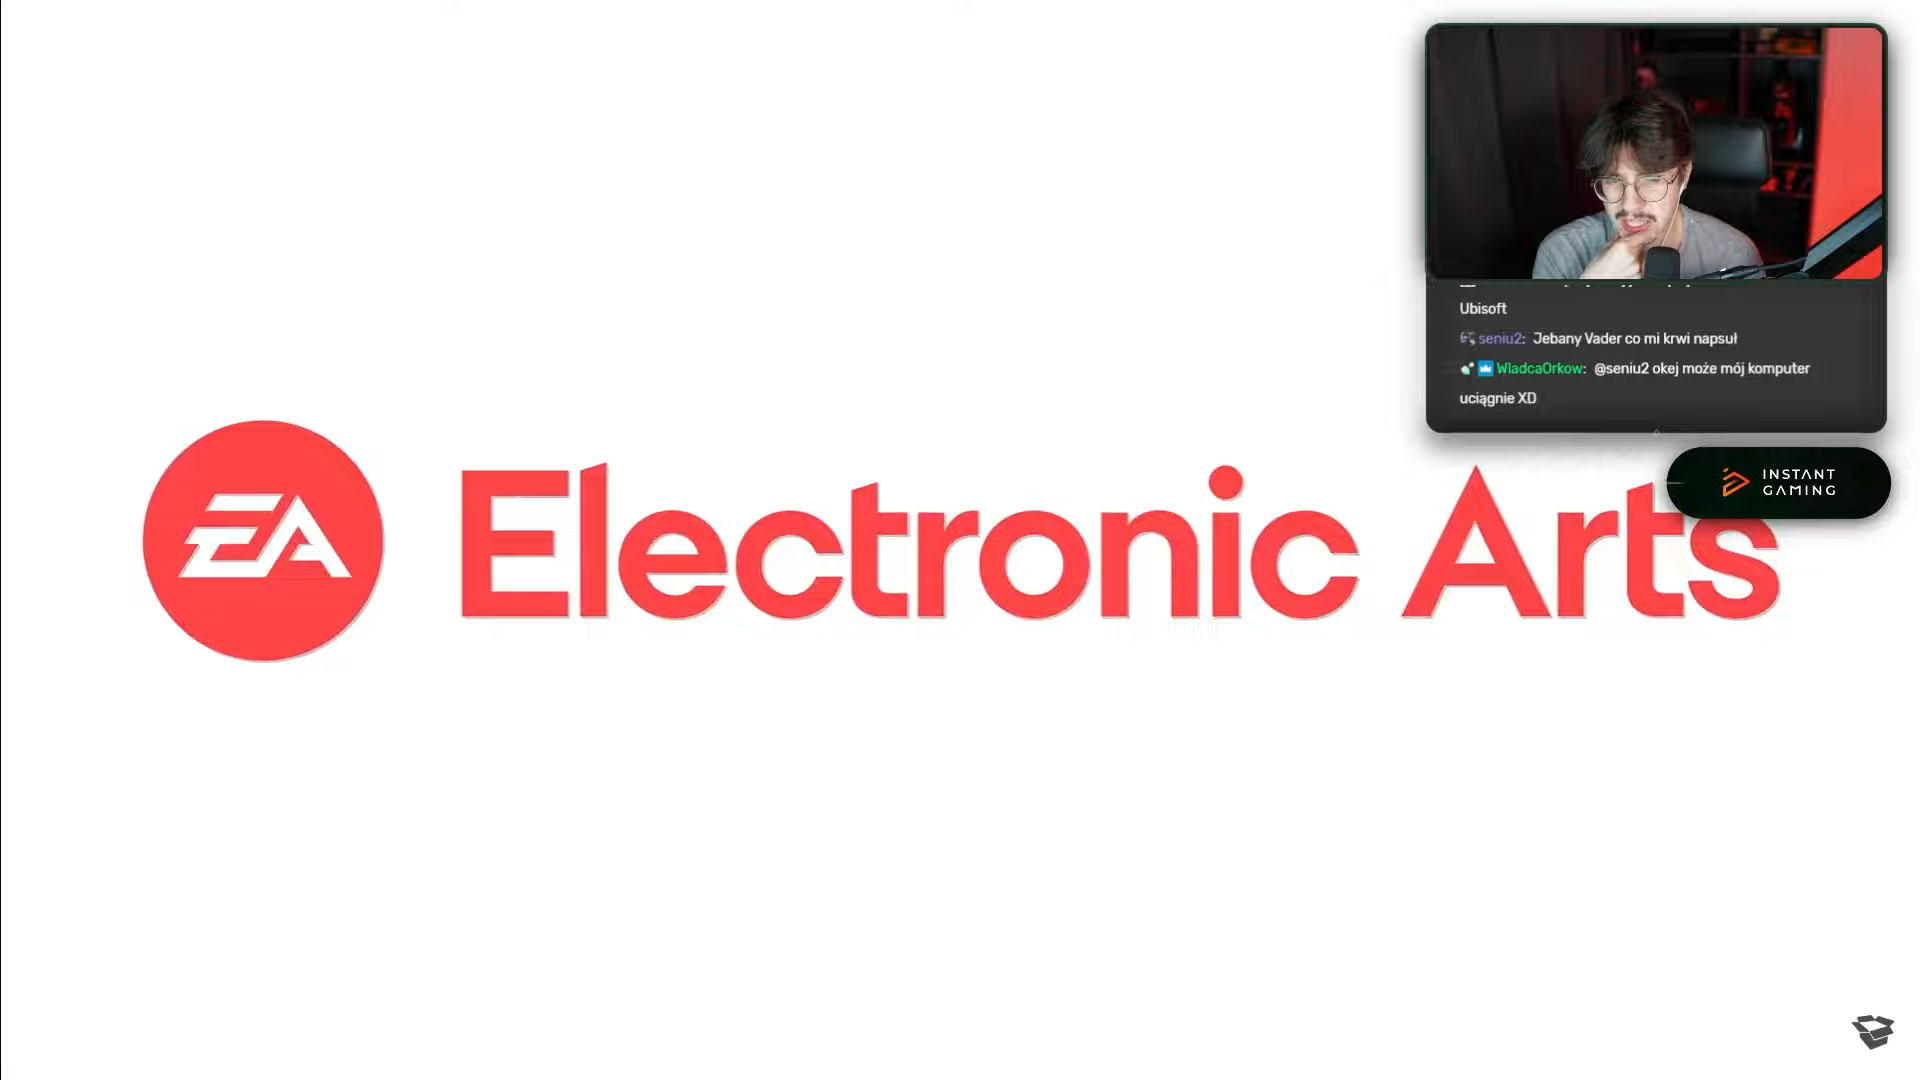 Ubisoft
seniu2: Jebany Vader co mi krwi napsuł
WladcaOrkow: @seniu2 okej może mój komputer
uciągnie XD
INSTANT
GAMING
EA Electronic Arts